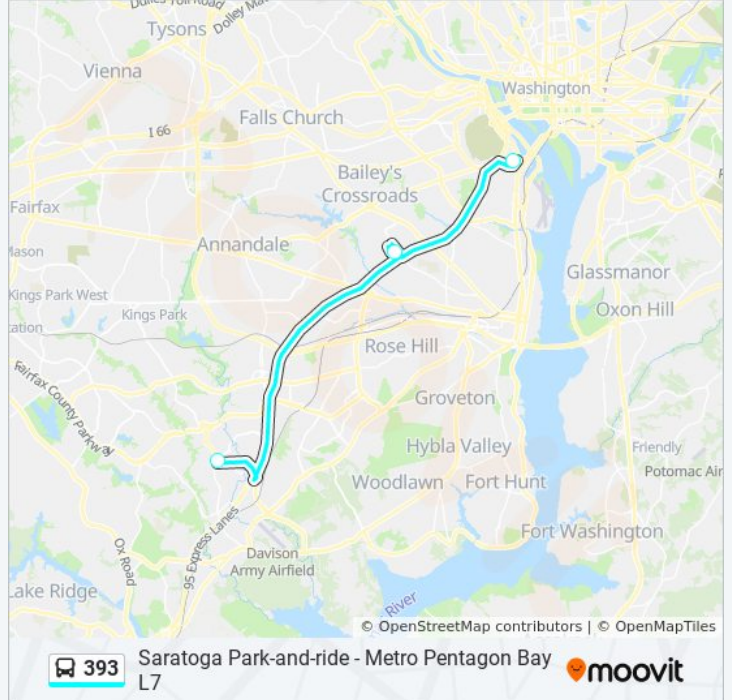 Dulles Toll Road
Tysons
Vienna
Washington
Falls Church
I 66
Bailey's
Crossroads
Fairfax
Annandale
Mason
Glassmanor
Kings Park West
Oxon Hill
Kings Park
Rose Hill
Fairfax County Parkway
Groveton
Hybla Valley
Friendly
Potomac Air
Woodlawn
Fort Hunt
95 Express Lanes
Fort Washington
Ox Road
Davison
Army Airfield
Lake Ridge
River
© OpenStreetMap contributors | © OpenMapTiles
393
Saratoga Park-and-ride - Metro Pentagon Bay
L7
moovit